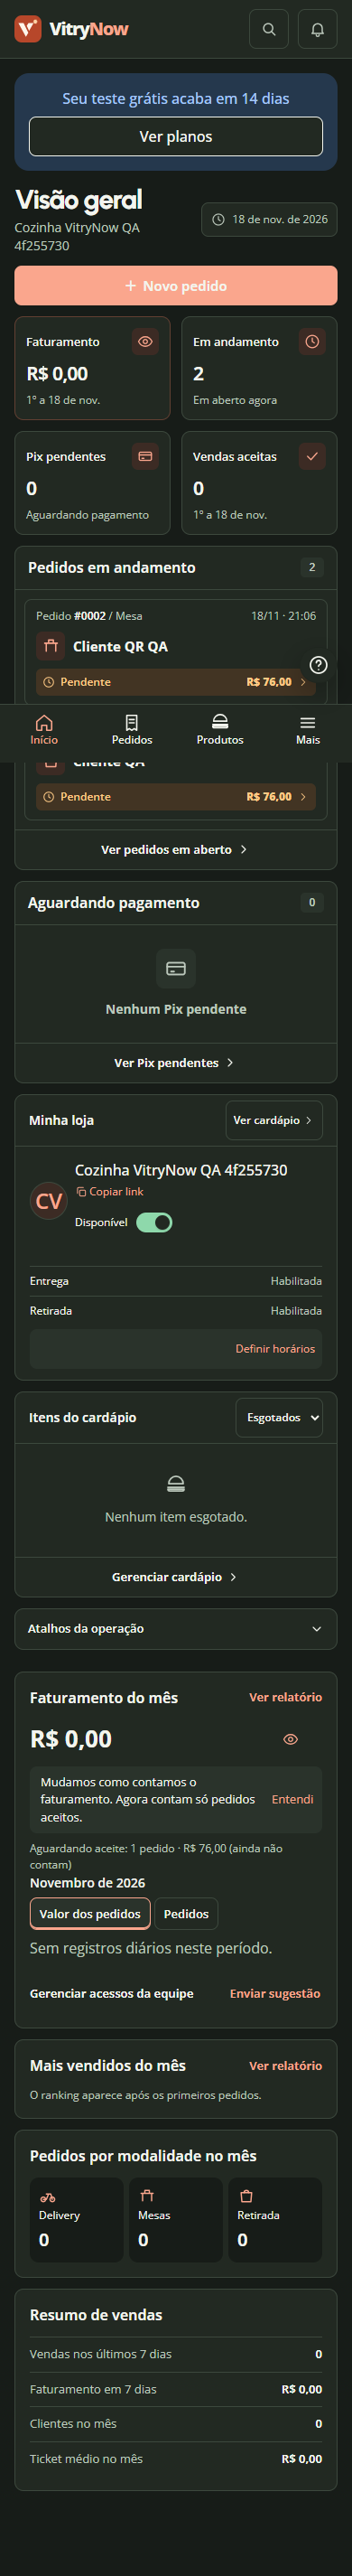 VitryNow
Seu teste grátis acaba em 14 dias
Ver planos
Visão geral
Cozinha VitryNow QA
4f255730
18 de nov. de 2026
Novo pedido
Faturamento
R$ 0,00
1º a 18 de nov.
Em andamento
2
Em aberto agora
Pix pendentes
0
Aguardando pagamento
Vendas aceitas
0
1º a 18 de nov.
Pedidos em andamento
2
Pedido #0002 / Mesa
18/11 · 21:06
Cliente QR QA
Pendente
R$ 76,00
Início
Pedidos
Produtos
Mais
Cliente QA
Pendente
R$ 76,00
Ver pedidos em aberto
Aguardando pagamento
0
Nenhum Pix pendente
Ver Pix pendentes
Minha loja
Ver cardápio
CV
Cozinha VitryNow QA 4f255730
Copiar link
Disponível
Entrega
Habilitada
Retirada
Habilitada
Definir horários
Itens do cardápio
Esgotados
Nenhum item esgotado.
Gerenciar cardápio
Atalhos da operação
Faturamento do mês
Ver relatório
R$ 0,00
Mudamos como contamos o
faturamento. Agora contam só pedidos
aceitos.
Entendi
Aguardando aceite: 1 pedido · R$ 76,00 (ainda não
contam)
Novembro de 2026
Valor dos pedidos
Pedidos
Sem registros diários neste período.
Gerenciar acessos da equipe
Enviar sugestão
Mais vendidos do mês
Ver relatório
O ranking aparece após os primeiros pedidos.
Pedidos por modalidade no mês
Delivery
0
Mesas
0
Retirada
0
Resumo de vendas
Vendas nos últimos 7 dias
0
Faturamento em 7 dias
R$ 0,00
Clientes no mês
0
Ticket médio no mês
R$ 0,00